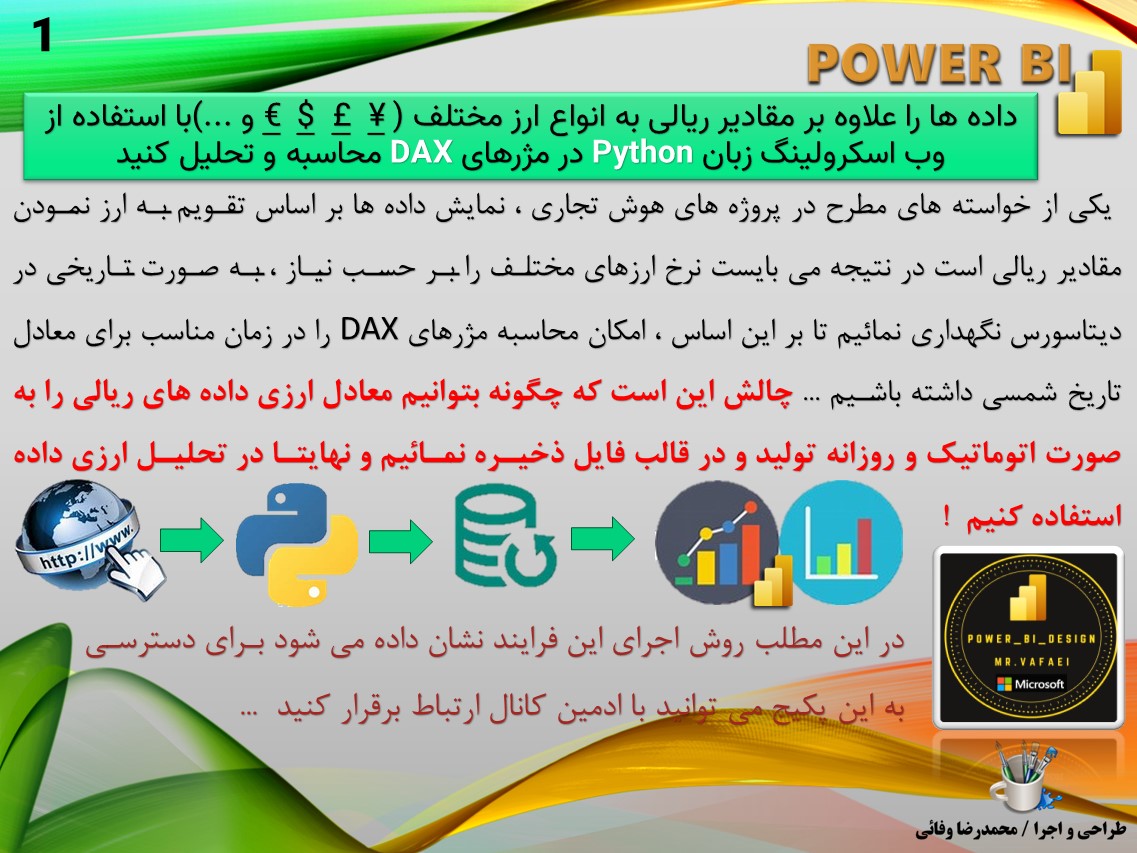 1
POWER BI
داده ها را علاوه بر مقادیر ریالی به انواع ارز مختلف (¥ £ $ € و ...)با استفاده از
وب اسکرولینگ زبان Python در مژرهای DAX محاسبه و تحلیل کنید
یکی از خواسته های مطرح در پروژه های هوش تجاری ، نمایش داده ها بر اساس تقویم به ارز نمودن
مقادیر ریالی است در نتیجه می بایست نرخ ارزهای مختلف را بر حسب نیاز ، به صورت تاریخی در
دیتاسورس نگهداری نمائیم تا بر این اساس ، امکان محاسبه مژرهای DAX را در زمان مناسب برای معادل
تاریخ شمسی داشته باشیم ... چالش این است که چگونه بتوانیم معادل ارزی داده های ریالی را به
صورت اتوماتیک و روزانه تولید و در قالب فایل ذخیره نمائیم و نهایتا در تحلیل ارزی داده
استفاده کنیم !
http://www.
POWER_BI_DESIGN
MR.VAFAEI
Microsoft
در این مطلب روش اجرای این فرایند نشان داده می شود برای دسترسی
به این پکیج می توانید با ادمین کانال ارتباط برقرار کنید ...
طراحی و اجرا / محمدرضا وفائی